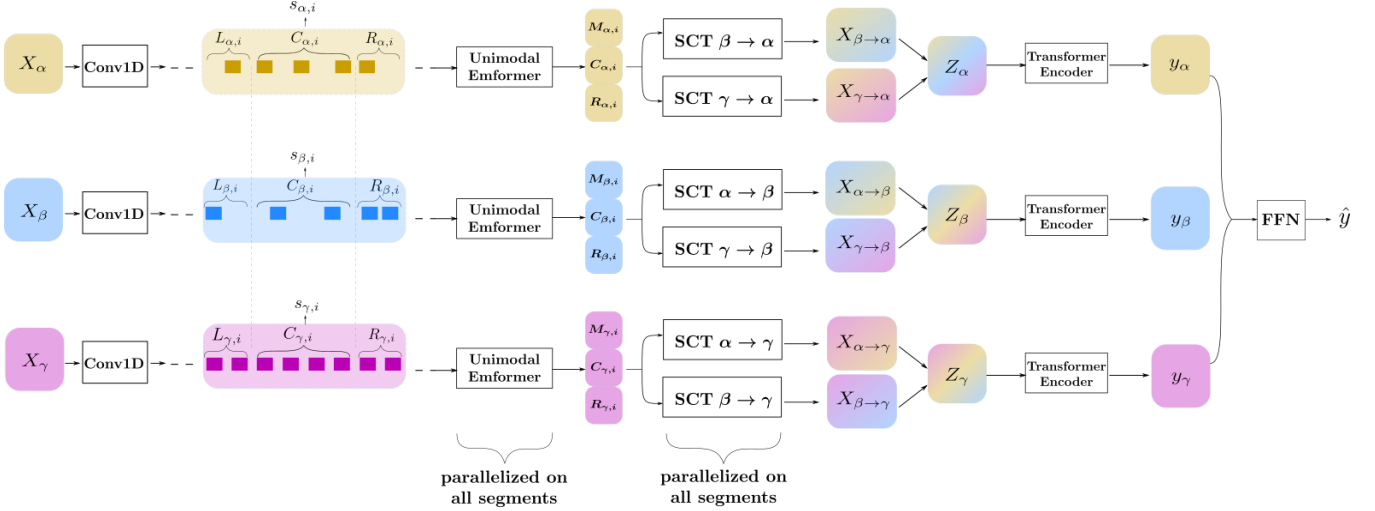 s_{α,i}
L_{α,i} C_{α,i} R_{α,i}
X_α
Conv1D
Unimodal
Emformer
M_{α,i}
C_{α,i}
R_{α,i}
SCT β → α
SCT γ → α
X_{β→α}
X_{γ→α}
Z_α
Transformer
Encoder
y_α
s_{β,i}
L_{β,i} C_{β,i} R_{β,i}
X_β
Conv1D
Unimodal
Emformer
M_{β,i}
C_{β,i}
R_{β,i}
SCT α → β
SCT γ → β
X_{α→β}
X_{γ→β}
Z_β
Transformer
Encoder
y_β
FFN
ŷ
s_{γ,i}
L_{γ,i} C_{γ,i} R_{γ,i}
X_γ
Conv1D
Unimodal
Emformer
M_{γ,i}
C_{γ,i}
R_{γ,i}
SCT α → γ
SCT β → γ
X_{α→γ}
X_{β→γ}
Z_γ
Transformer
Encoder
y_γ
parallelized on
all segments
parallelized on
all segments